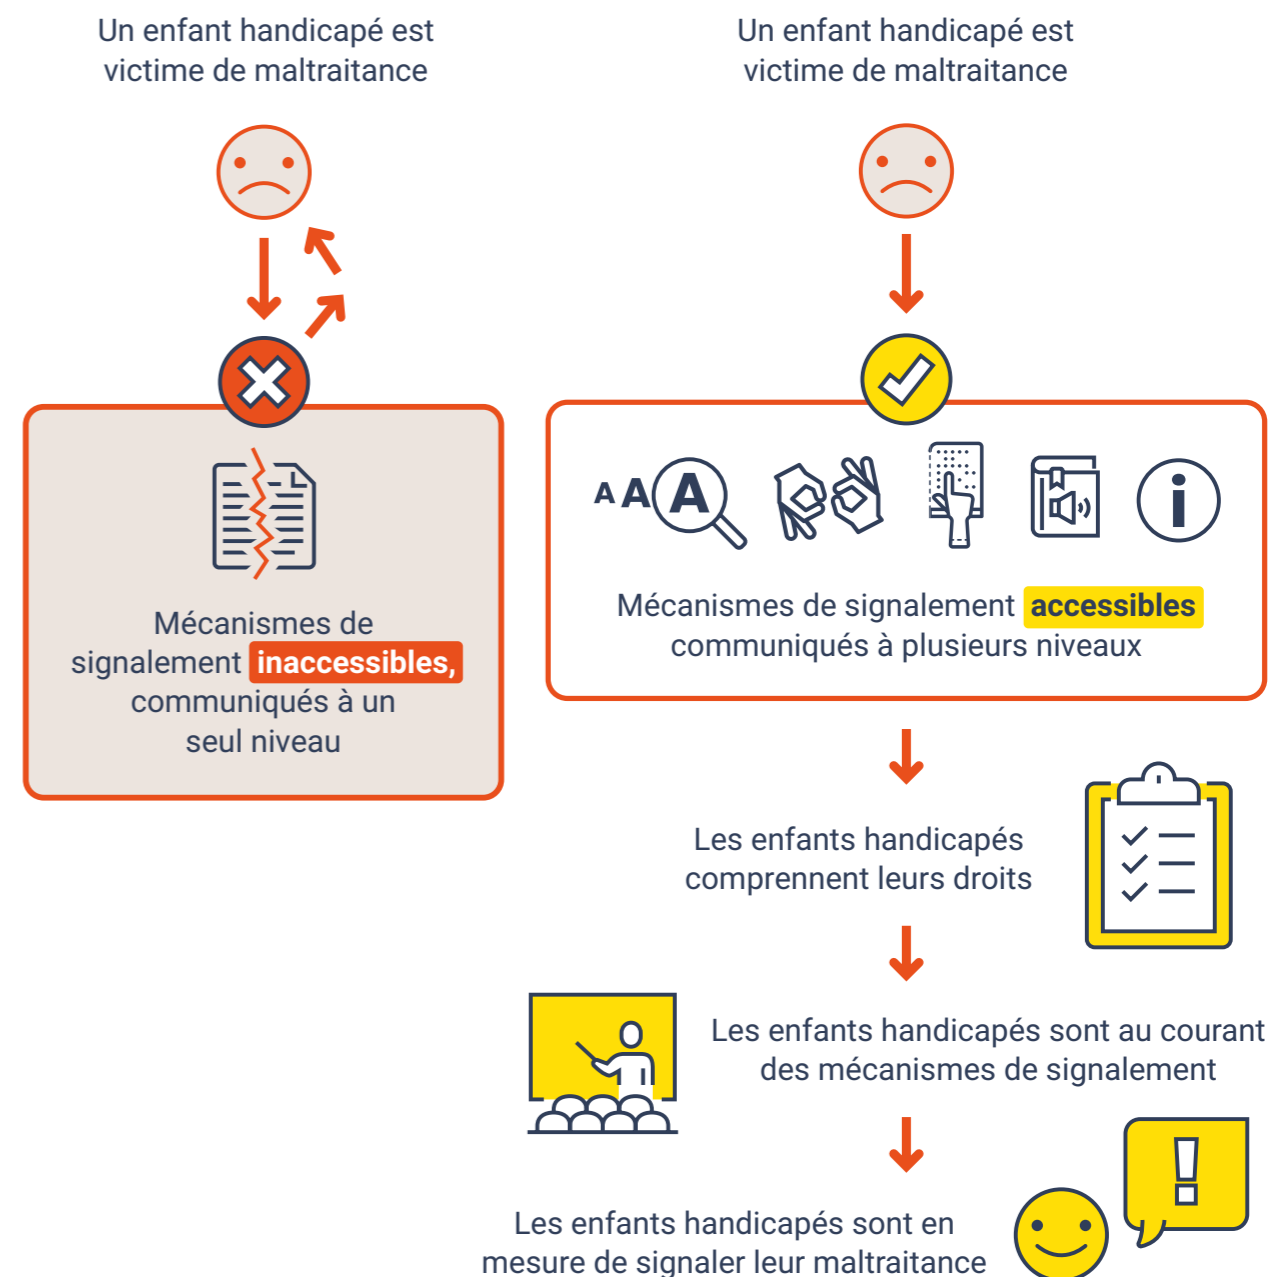 Un enfant handicapé est
victime de maltraitance
Mécanismes de
signalement inaccessibles,
communiqués à un
seul niveau
Un enfant handicapé est
victime de maltraitance
A A A
i
Mécanismes de signalement accessibles
communiqués à plusieurs niveaux
Les enfants handicapés
comprennent leurs droits
Les enfants handicapés sont au courant
des mécanismes de signalement
!
Les enfants handicapés sont en
mesure de signaler leur maltraitance